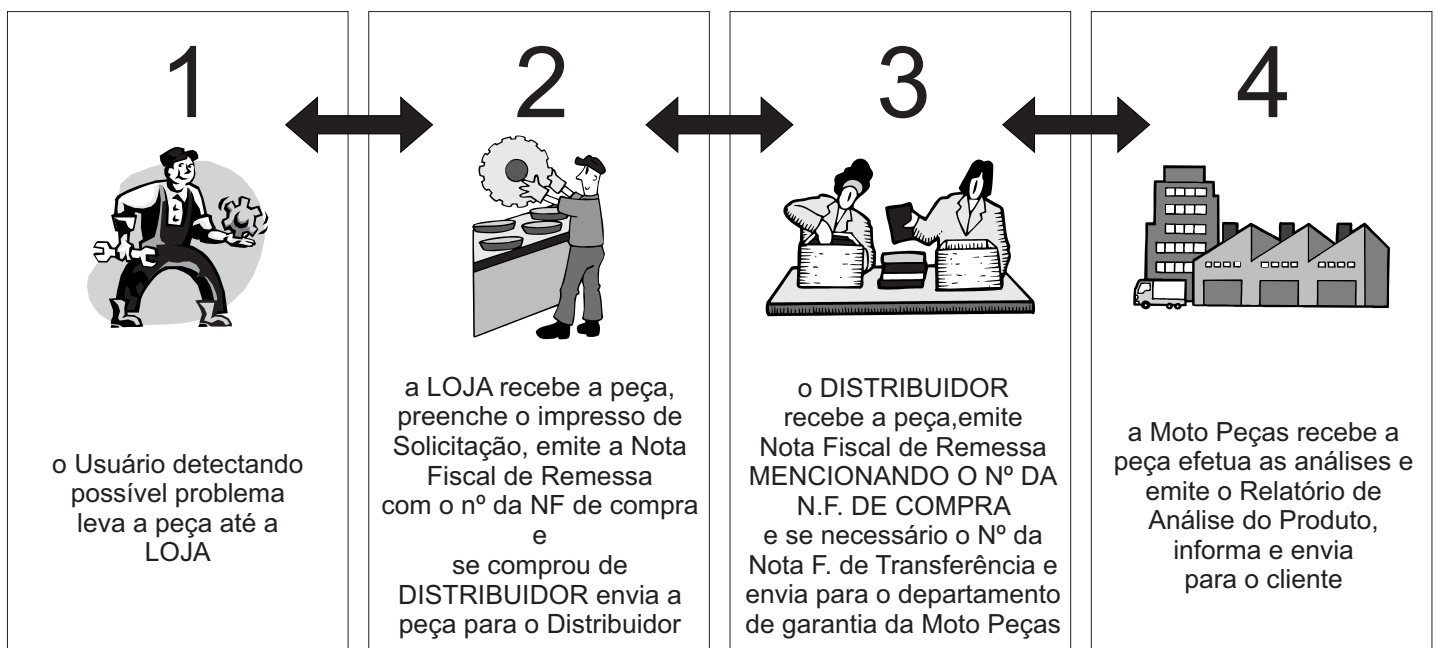 1
o Usuário detectando
possível problema
leva a peça até a
LOJA
2
a LOJA recebe a peça,
preenche o impresso de
Solicitação, emite a Nota
Fiscal de Remessa
com o nº da NF de compra
e
se comprou de
DISTRIBUIDOR envia a
peça para o Distribuidor
3
o DISTRIBUIDOR
recebe a peça,emite
Nota Fiscal de Remessa
MENCIONANDO O Nº DA
N.F. DE COMPRA
e se necessário o Nº da
Nota F. de Transferência e
envia para o departamento
de garantia da Moto Peças
4
a Moto Peças recebe a
peça efetua as análises e
emite o Relatório de
Análise do Produto,
informa e envia
para o cliente